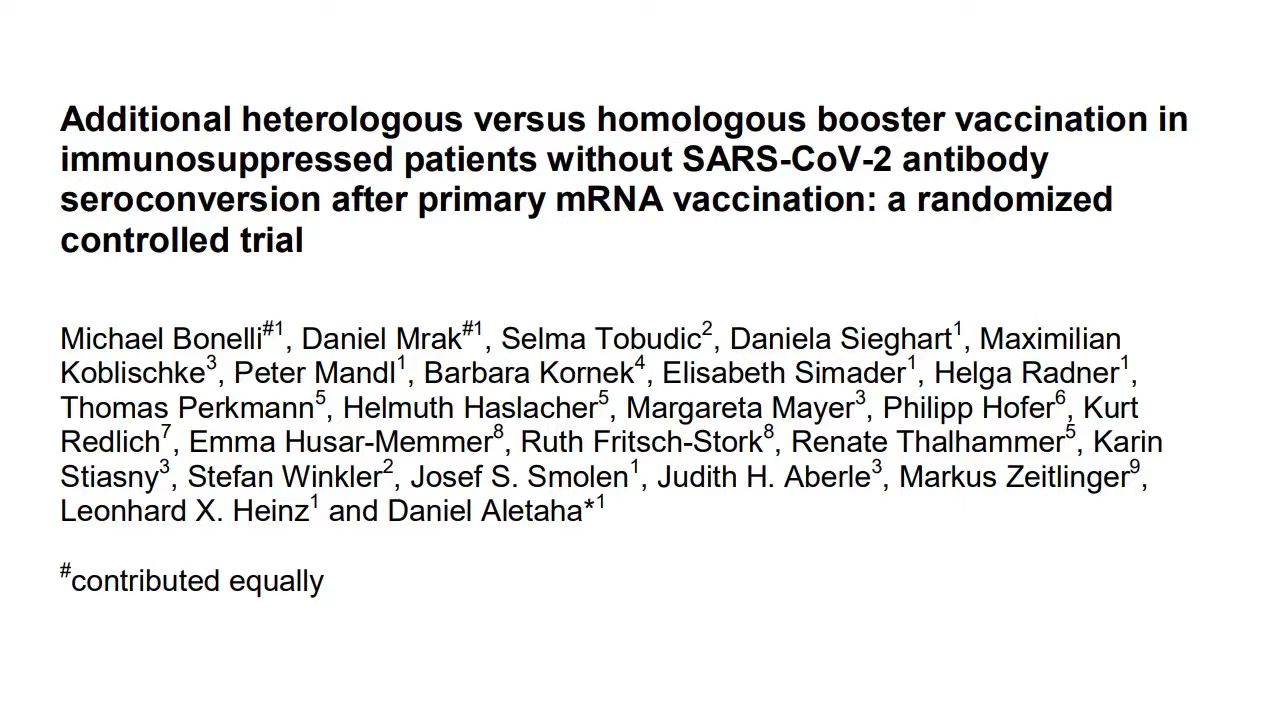 Additional heterologous versus homologous booster vaccination in
immunosuppressed patients without SARS-CoV-2 antibody
seroconversion after primary mRNA vaccination: a randomized
controlled trial
Michael Bonelli#1, Daniel Mrak#1, Selma Tobudic2, Daniela Sieghart1, Maximilian
Koblischke3, Peter Mandl1, Barbara Kornek4, Elisabeth Simader1, Helga Radner1,
Thomas Perkmann5, Helmuth Haslacher5, Margareta Mayer3, Philipp Hofer6, Kurt
Redlich7, Emma Husar-Memmer8, Ruth Fritsch-Stork8, Renate Thalhammer5, Karin
Stiasny3, Stefan Winkler2, Josef S. Smolen1, Judith H. Aberle3, Markus Zeitlinger9,
Leonhard X. Heinz1 and Daniel Aletaha*1
#contributed equally